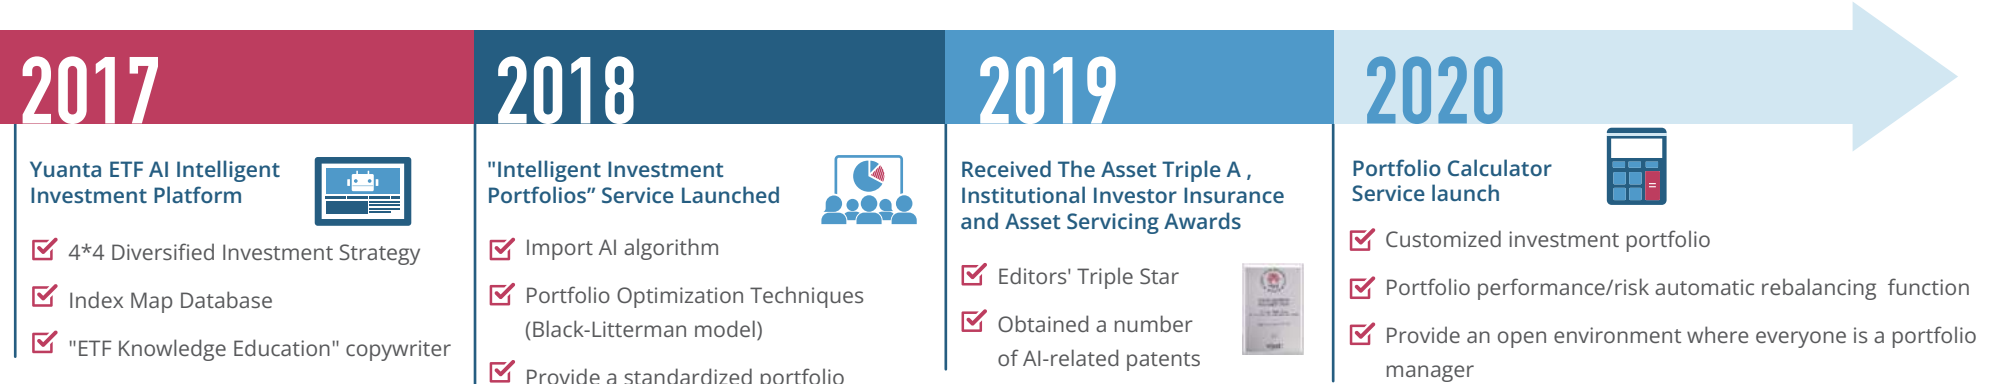 2017
Yuanta ETF AI Intelligent
Investment Platform
4*4 Diversified Investment Strategy
Index Map Database
"ETF Knowledge Education" copywriter
2018
"Intelligent Investment
Portfolios” Service Launched
Import AI algorithm
Portfolio Optimization Techniques
(Black-Litterman model)
Provide a standardized portfolio
2019
Received The Asset Triple A ,
Institutional Investor Insurance
and Asset Servicing Awards
Editors' Triple Star
Obtained a number
of AI-related patents
2020
Portfolio Calculator
Service launch
Customized investment portfolio
Portfolio performance/risk automatic rebalancing  function
Provide an open environment where everyone is a portfolio
manager